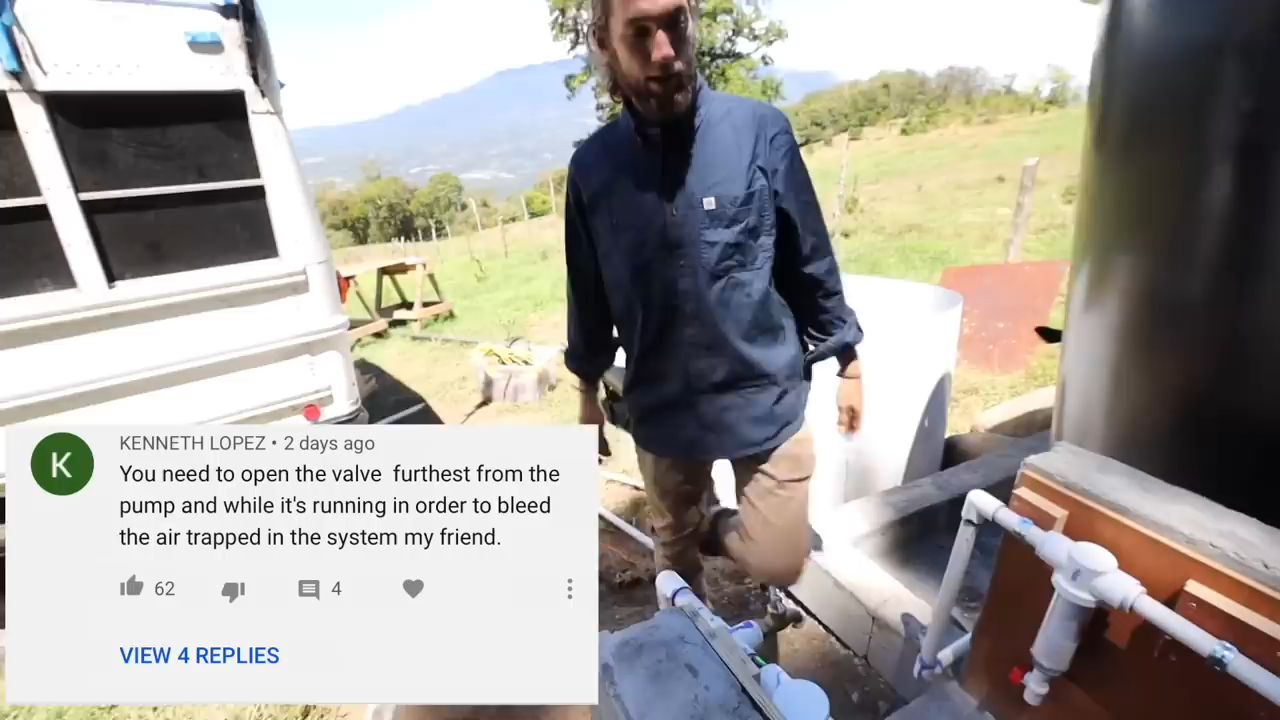 KENNETH LOPEZ • 2 days ago
You need to open the valve furthest from the
pump and while it's running in order to bleed
the air trapped in the system my friend.
62
4
VIEW 4 REPLIES
K